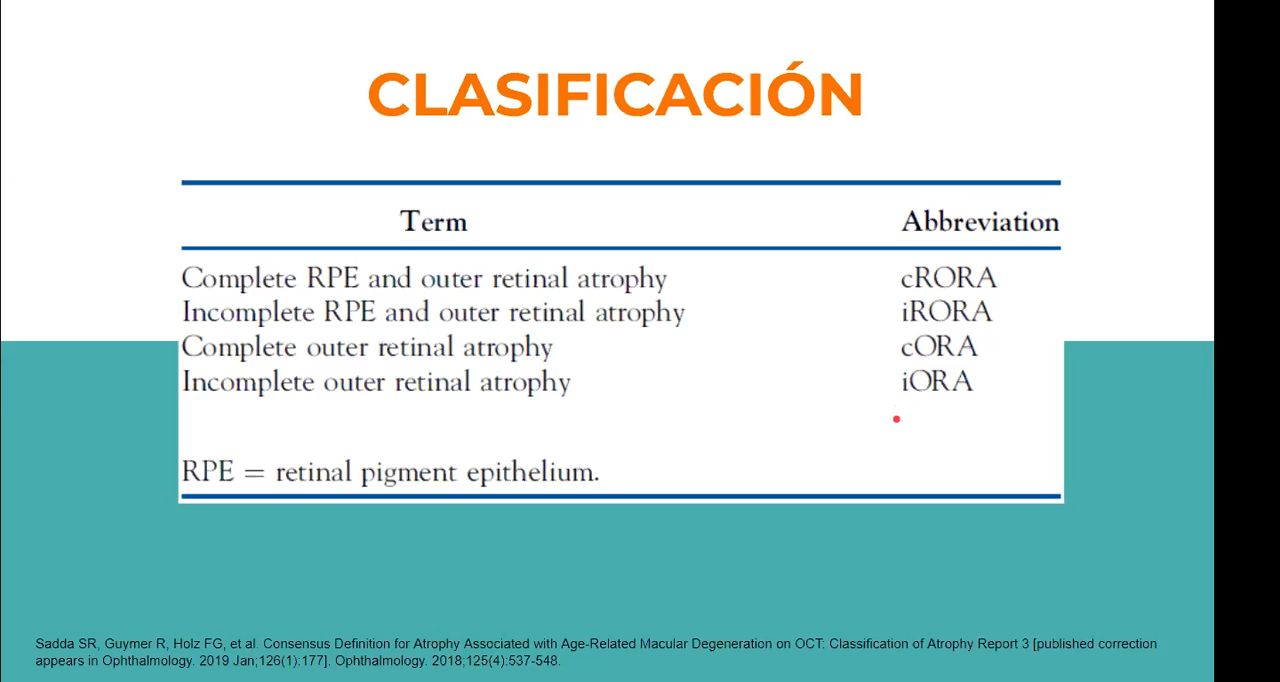 CLASIFICACIÓN
Term Abbreviation
Complete RPE and outer retinal atrophy cRORA
Incomplete RPE and outer retinal atrophy iRORA
Complete outer retinal atrophy cORA
Incomplete outer retinal atrophy iORA
RPE = retinal pigment epithelium.
Sadda SR, Guymer R, Holz FG, et al. Consensus Definition for Atrophy Associated with Age-Related Macular Degeneration on OCT: Classification of Atrophy Report 3 [published correction
appears in Ophthalmology. 2019 Jan;126(1):177]. Ophthalmology. 2018;125(4):537-548.